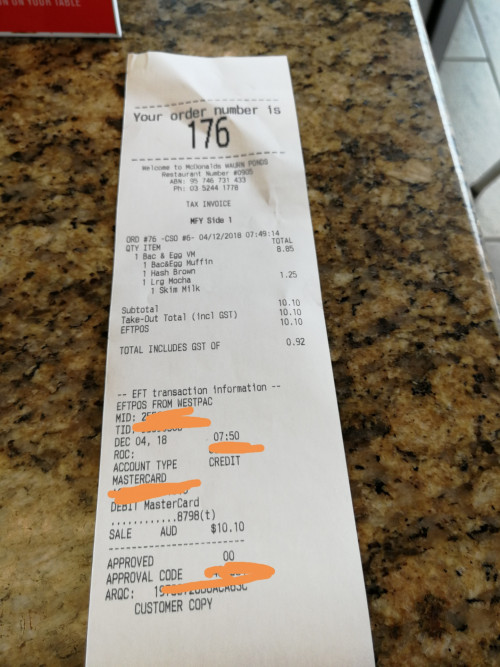 ON YOUR TABLE
Your order number is
176
Welcome to McDonalds WAURN PONDS
Restaurant Number #0905
ABN: 95 746 731 433
Ph: 03 5244 1778
TAX INVOICE
MFY Side 1
ORD #76 -CSO #6- 04/12/2018 07:49:14
QTY ITEM TOTAL
1 Bac & Egg VM 8.85
1 Bac&Egg Muffin
1 Hash Brown
1 Lrg Mocha 1.25
1 Skim Milk
Subtotal 10.10
Take-Out Total (incl GST) 10.10
EFTPOS 10.10
TOTAL INCLUDES GST OF 0.92
-- EFT transaction information --
EFTPOS FROM WESTPAC
MID: 2
TID:
DEC 04, 18 07:50
ROC:
ACCOUNT TYPE CREDIT
MASTERCARD
DEBIT MasterCard
............8798(t)
SALE AUD $10.10
APPROVED 00
APPROVAL CODE
ARQC:
CUSTOMER COPY